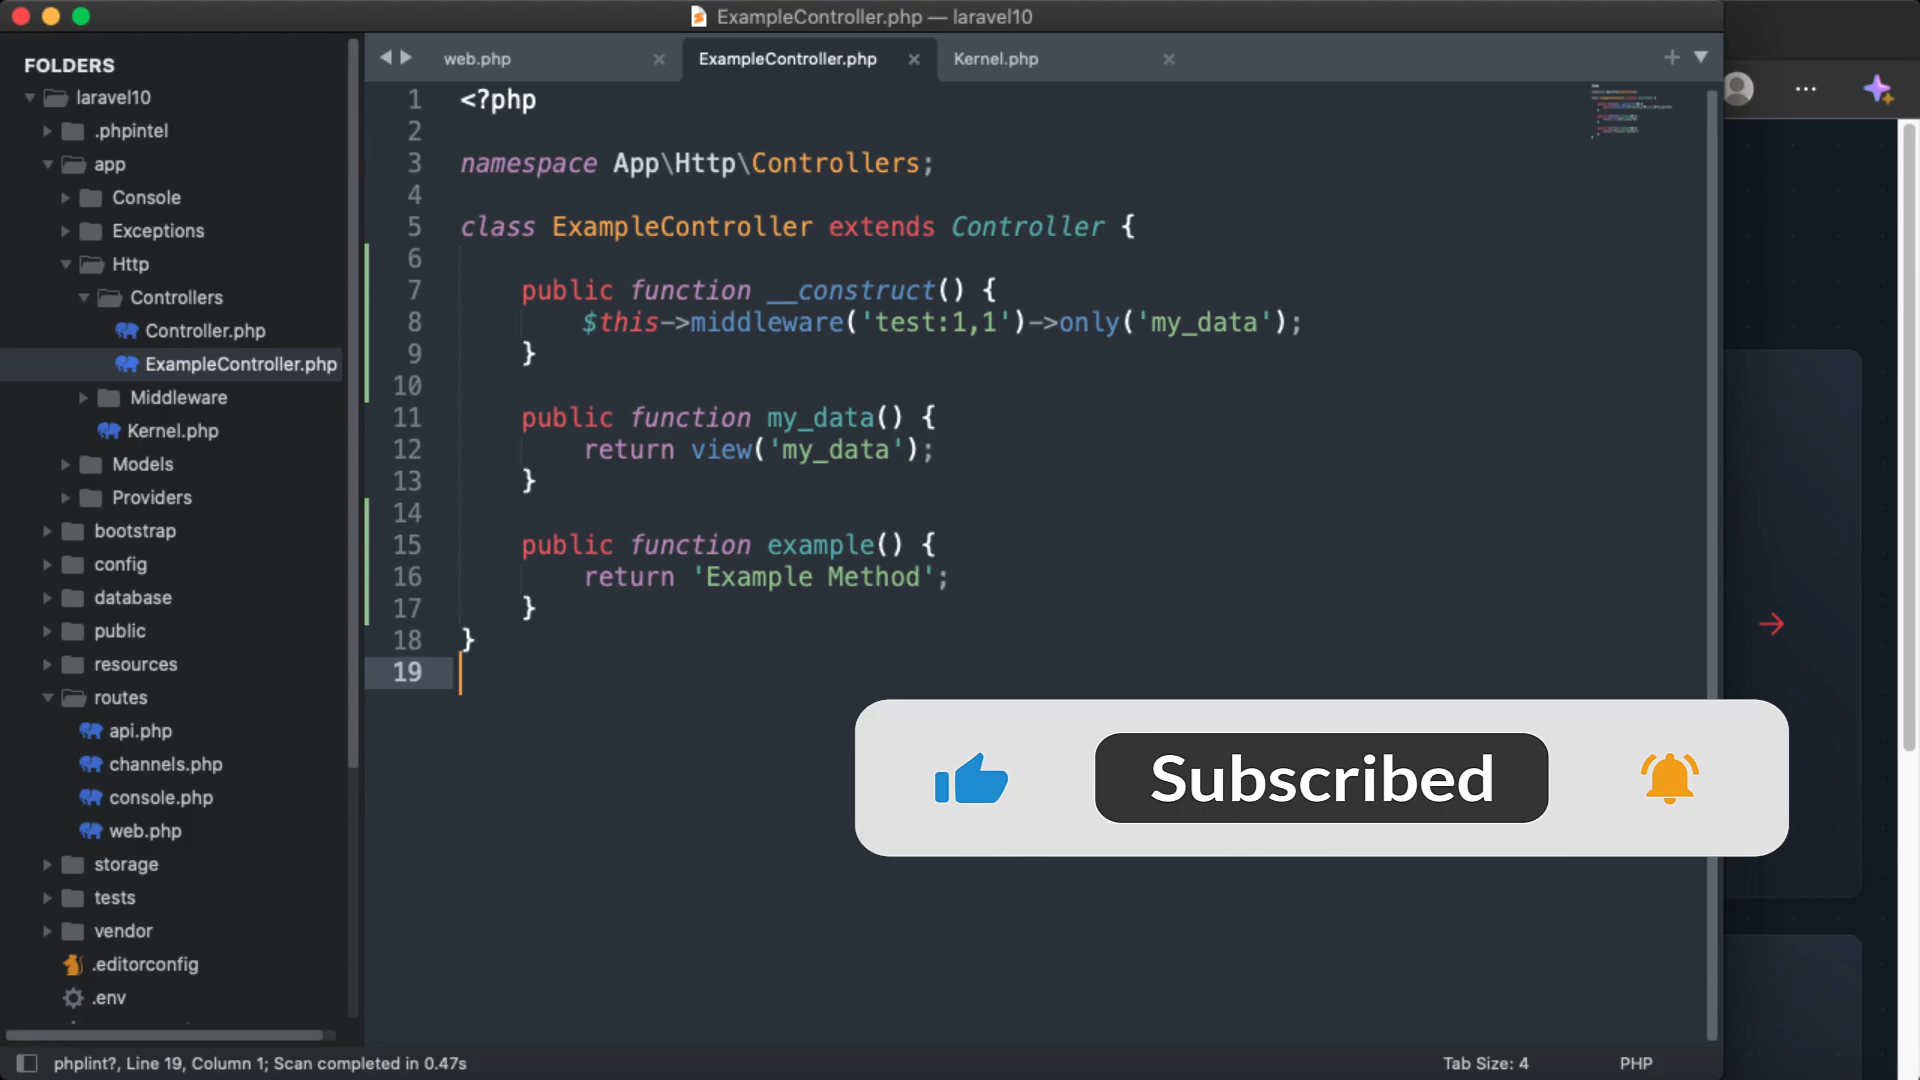 ExampleController.php — laravel10
FOLDERS
laravel10
.phpintel
app
Console
Exceptions
Http
Controllers
Controller.php
ExampleController.php
Middleware
Kernel.php
Models
Providers
bootstrap
config
database
public
resources
routes
api.php
channels.php
console.php
web.php
storage
tests
vendor
.editorconfig
.env
web.php
ExampleController.php
Kernel.php
1 <?php
2
3 namespace App\Http\Controllers;
4
5 class ExampleController extends Controller {
6
7 public function __construct() {
8 $this->middleware('test:1,1')->only('my_data');
9 }
10
11 public function my_data() {
12 return view('my_data');
13 }
14
15 public function example() {
16 return 'Example Method';
17 }
18 }
19
Subscribed
phplint?, Line 19, Column 1; Scan completed in 0.47s
Tab Size: 4
PHP